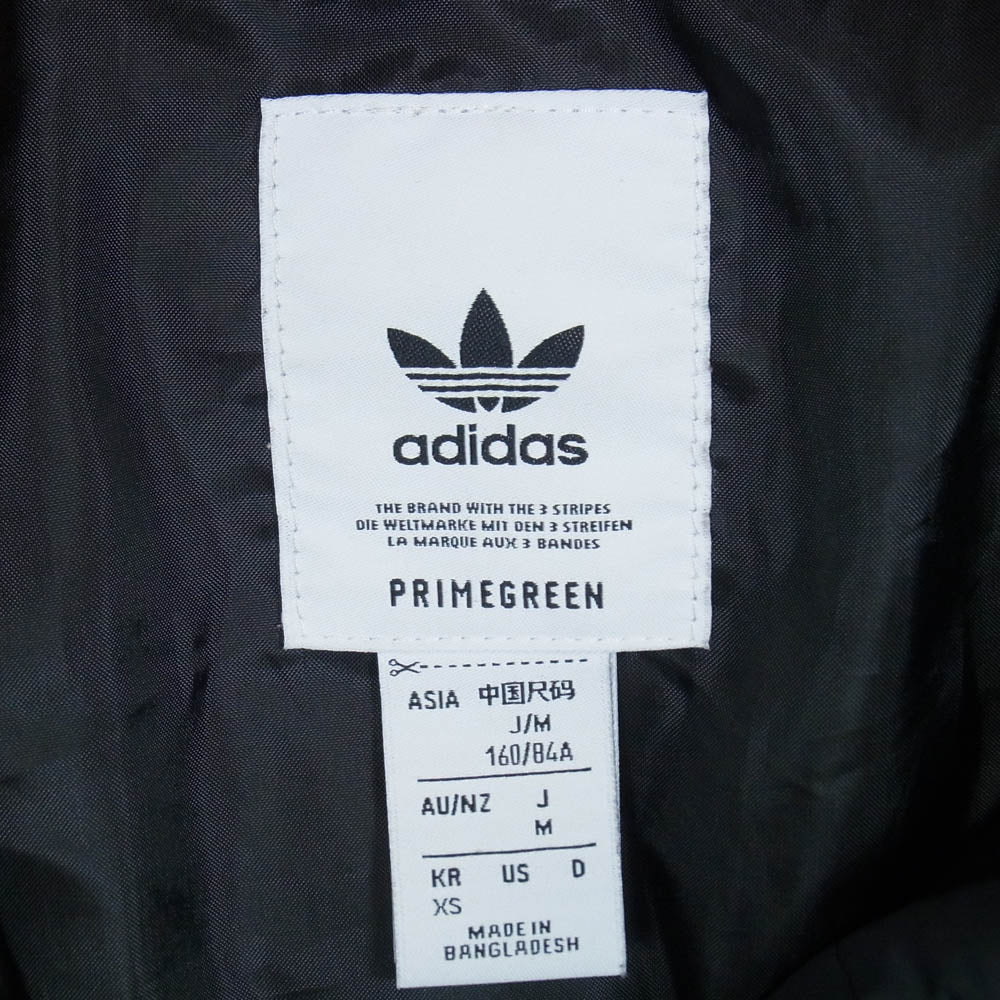 adidas
THE BRAND WITH THE 3 STRIPES
DIE WELTMARKE MIT DEN 3 STREIFEN
LA MARQUE AUX 3 BANDES
PRIMEGREEN
ASIA 中国尺码
J/M
160/84A
AU/NZ J
M
KR US D
XS
MADE IN
BANGLADESH